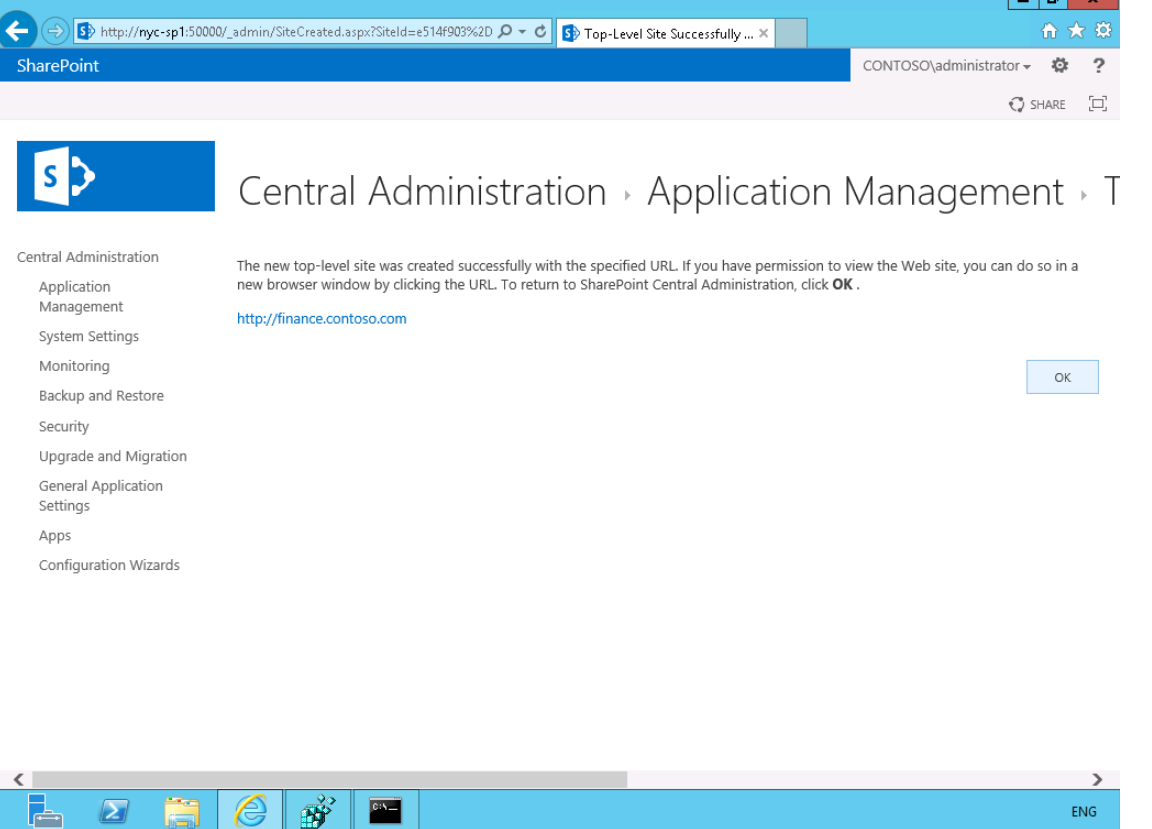 http://nyc-sp1:50000/_admin/SiteCreated.aspx?SiteId=e514f903%2D
Top-Level Site Successfully ...
SharePoint
CONTOSO\administrator
?
SHARE
S
Central Administration ▸ Application Management ▸ T
Central Administration
Application
Management
System Settings
Monitoring
Backup and Restore
Security
Upgrade and Migration
General Application
Settings
Apps
Configuration Wizards
The new top-level site was created successfully with the specified URL. If you have permission to view the Web site, you can do so in a
new browser window by clicking the URL. To return to SharePoint Central Administration, click OK .
http://finance.contoso.com
OK
C:\_
ENG